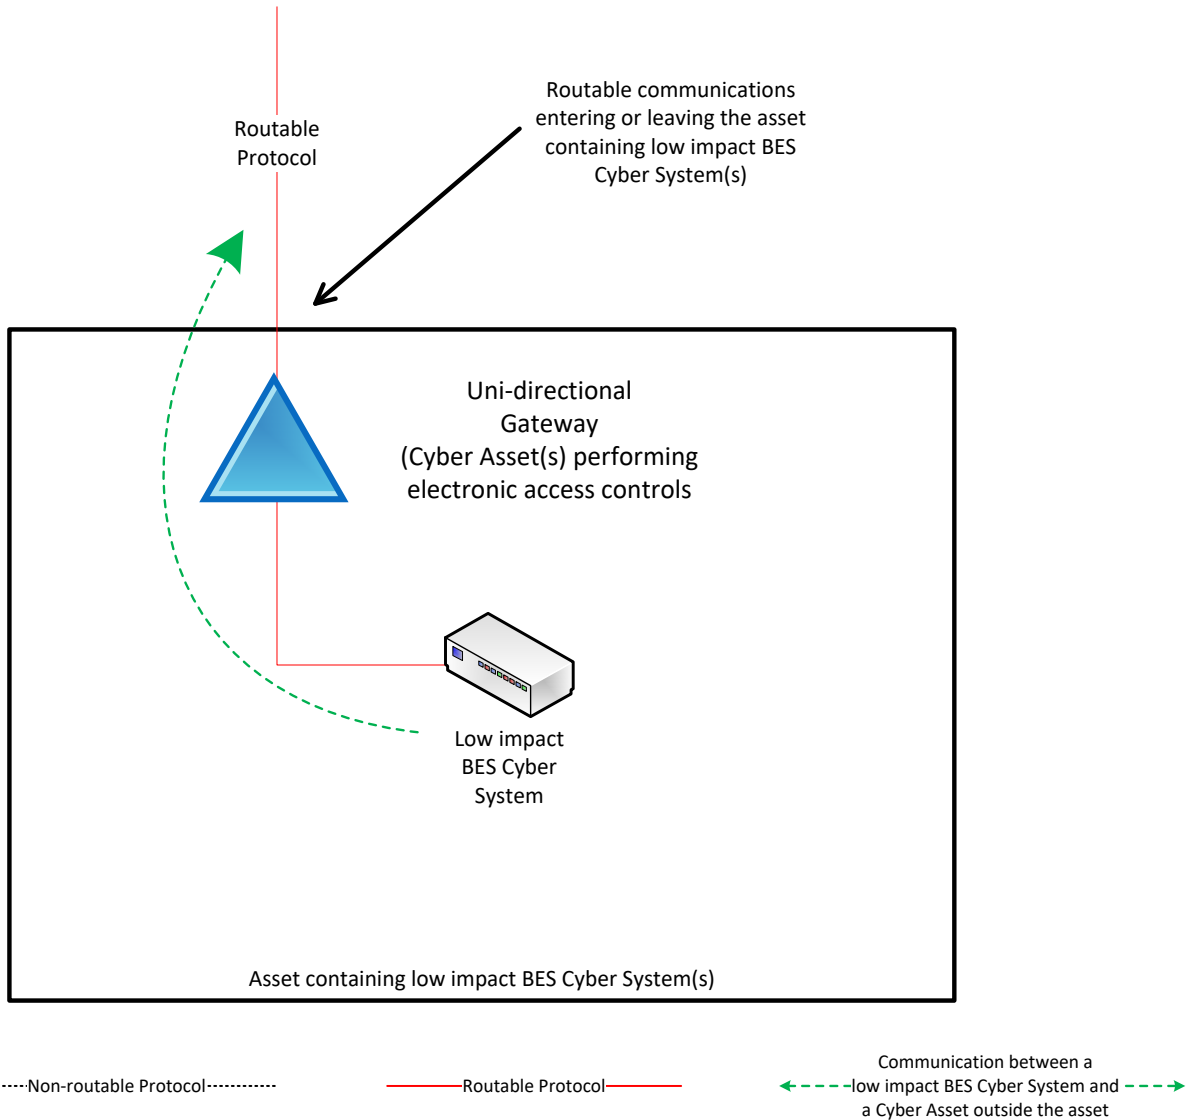 Routable communications
entering or leaving the asset
containing low impact BES
Cyber System(s)
Routable
Protocol
Uni-directional
Gateway
(Cyber Asset(s) performing
electronic access controls
Low impact
BES Cyber
System
Asset containing low impact BES Cyber System(s)
Non-routable Protocol
Routable Protocol
Communication between a
low impact BES Cyber System and
a Cyber Asset outside the asset